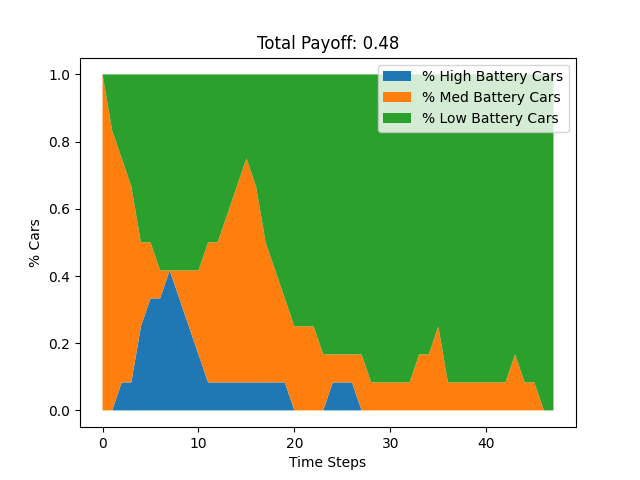 Total Payoff: 0.48
% High Battery Cars
% Med Battery Cars
% Low Battery Cars
1.0
0.8
0.6
0.4
0.2
0.0
% Cars
0 10 20 30 40
Time Steps